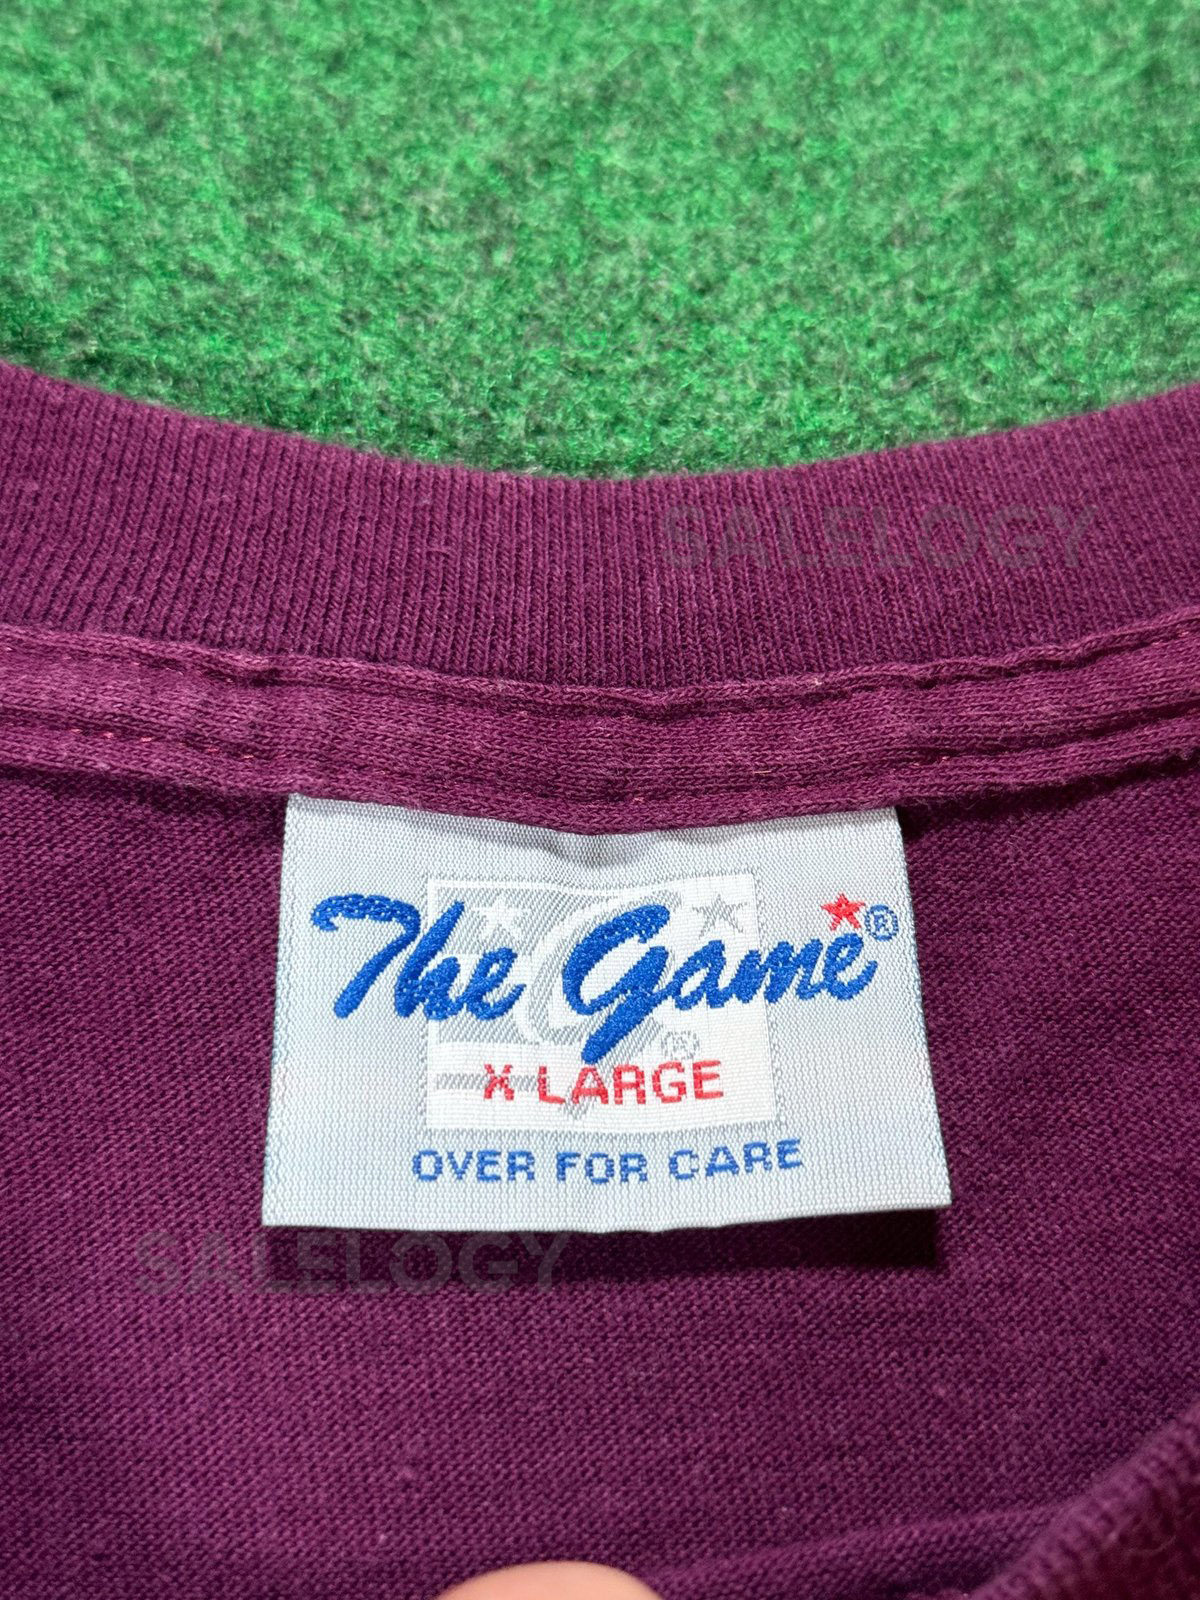 SALELOGY
The Game®
®
X-LARGE
OVER FOR CARE
SALELOGY